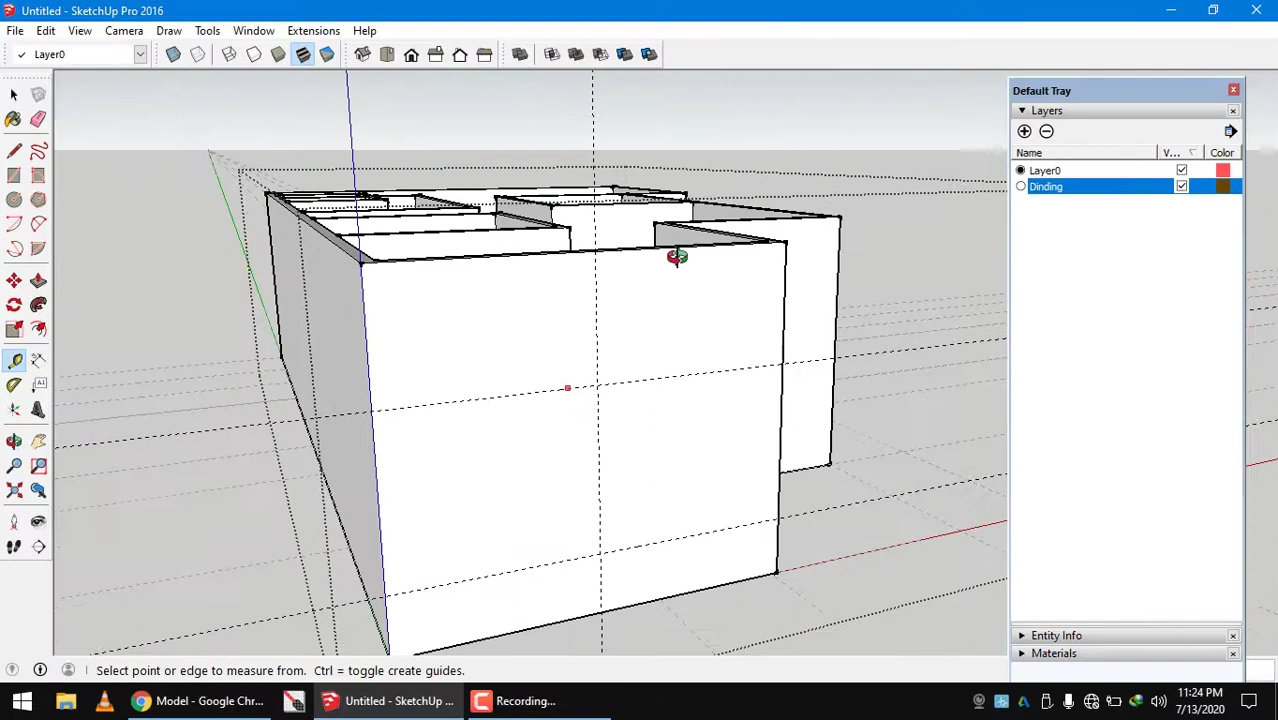 Untitled - SketchUp Pro 2016
File Edit View Camera Draw Tools Window Extensions Help
Layer0
Default Tray
Layers
Name V... Color
Layer0
Dinding
Entity Info
Materials
Select point or edge to measure from. Ctrl = toggle create guides.
Model - Google Chr...
Untitled - SketchUp ...
Recording...
11:24 PM
7/13/2020